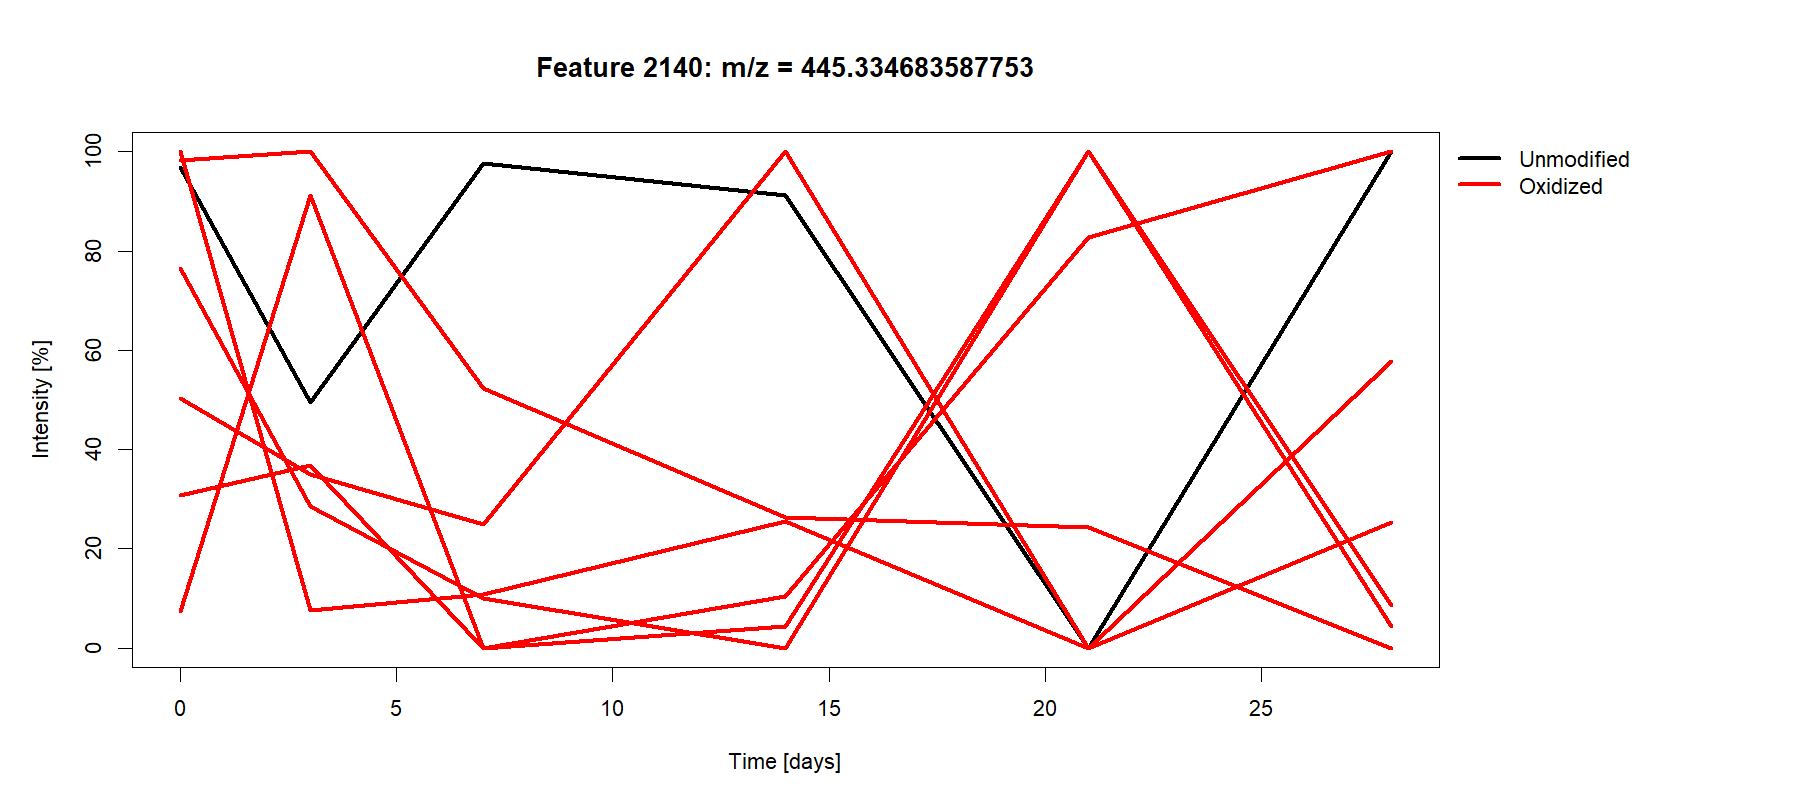 Feature 2140: m/z = 445.334683587753
Unmodified
Oxidized
100
80
60
40
20
0
Intensity [%]
0 5 10 15 20 25
Time [days]